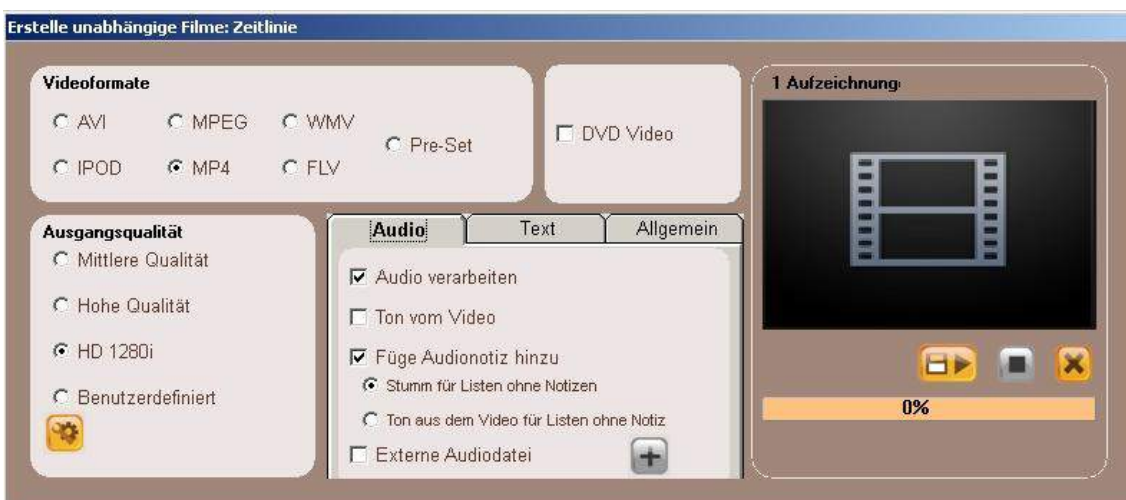 Erstelle unabhängige Filme: Zeitlinie
Videoformate
AVI
MPEG
WMV
Pre-Set
IPOD
MP4
FLV
DVD Video
Ausgangsqualität
Mittlere Qualität
Hohe Qualität
HD 1280i
Benutzerdefiniert
Audio
Text
Allgemein
Audio verarbeiten
Ton vom Video
Füge Audionotiz hinzu
Stumm für Listen ohne Notizen
Ton aus dem Video für Listen ohne Notiz
Externe Audiodatei
1 Aufzeichnung
0%